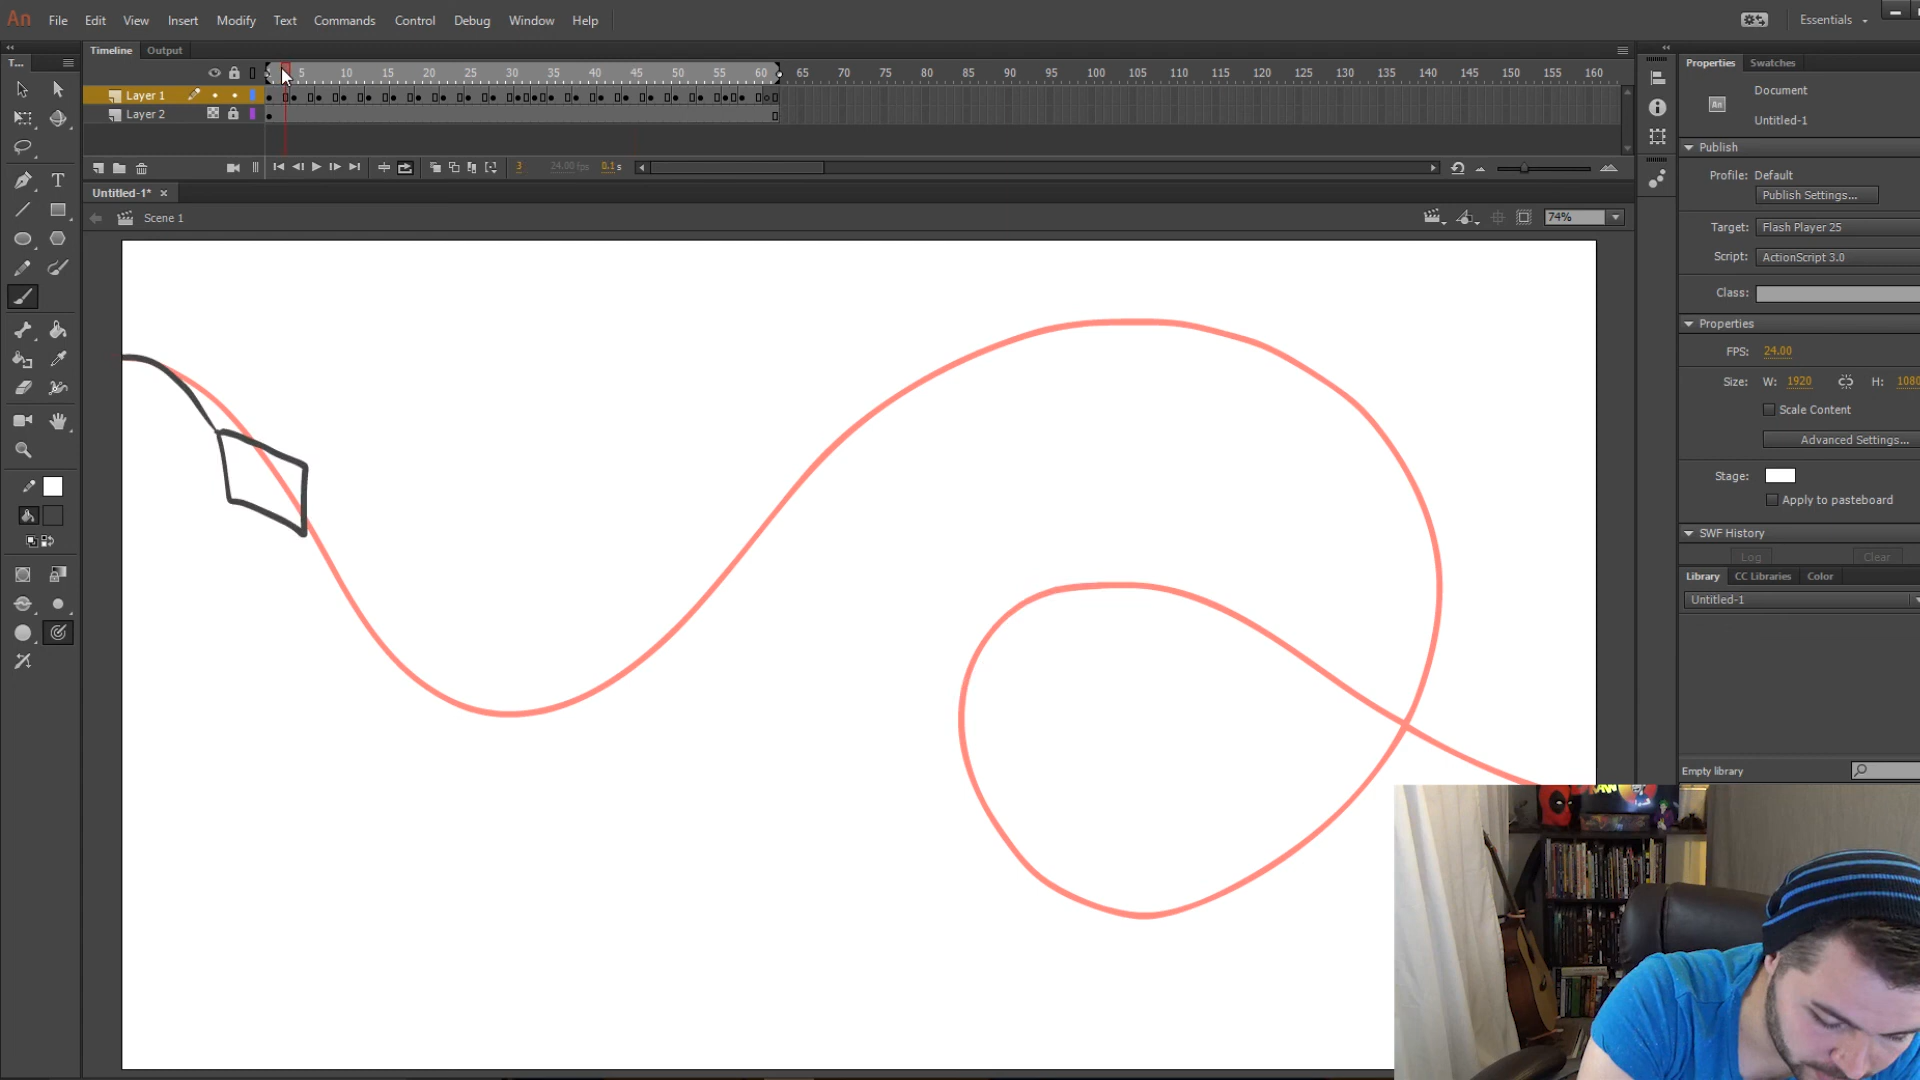 An File Edit View Insert Modify Text Commands Control Debug Window Help Essentials
Timeline Output
Properties Swatches
T...
5 10 15 20 25 30 35 40 45 50 55 60 65 70 75 80 85 90 95 100 105 110 115 120 125 130 135 140 145 150 155 160
Layer 1
Layer 2
3 24.00 fps 0.1 s
Untitled-1*
Scene 1
74%
Document
An
Untitled-1
Publish
Profile: Default
Publish Settings...
Target: Flash Player 25
Script: ActionScript 3.0
Class:
Properties
FPS: 24.00
Size: W: 1920 H: 1080
Scale Content
Advanced Settings...
Stage:
Apply to pasteboard
SWF History
Log Clear
Library CC Libraries Color
Untitled-1
Empty library